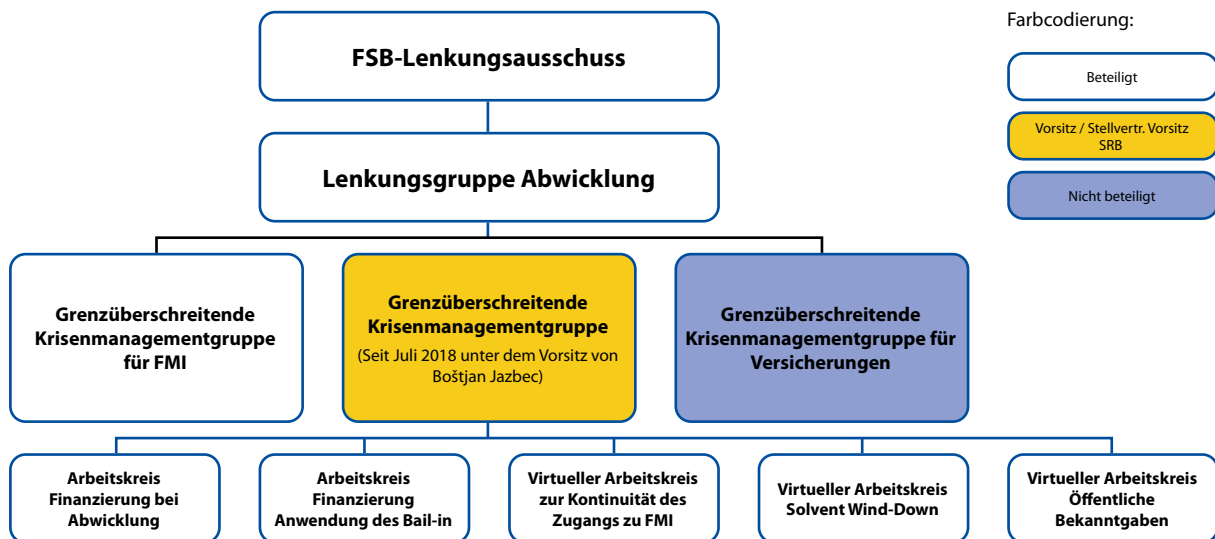 FSB-Lenkungsausschuss
Lenkungsgruppe Abwicklung
Farbcodierung:
Beteiligt
Vorsitz / Stellvertr. Vorsitz
SRB
Nicht beteiligt
Grenzüberschreitende
Krisenmanagementgruppe
für FMI
Grenzüberschreitende
Krisenmanagementgruppe
(Seit Juli 2018 unter dem Vorsitz von
Boštjan Jazbec)
Grenzüberschreitende
Krisenmanagementgruppe für
Versicherungen
Arbeitskreis
Finanzierung bei
Abwicklung
Arbeitskreis
Finanzierung
Anwendung des Bail-in
Virtueller Arbeitskreis
zur Kontinuität des
Zugangs zu FMI
Virtueller Arbeitskreis
Solvent Wind-Down
Virtueller Arbeitskreis
Öffentliche
Bekanntgaben